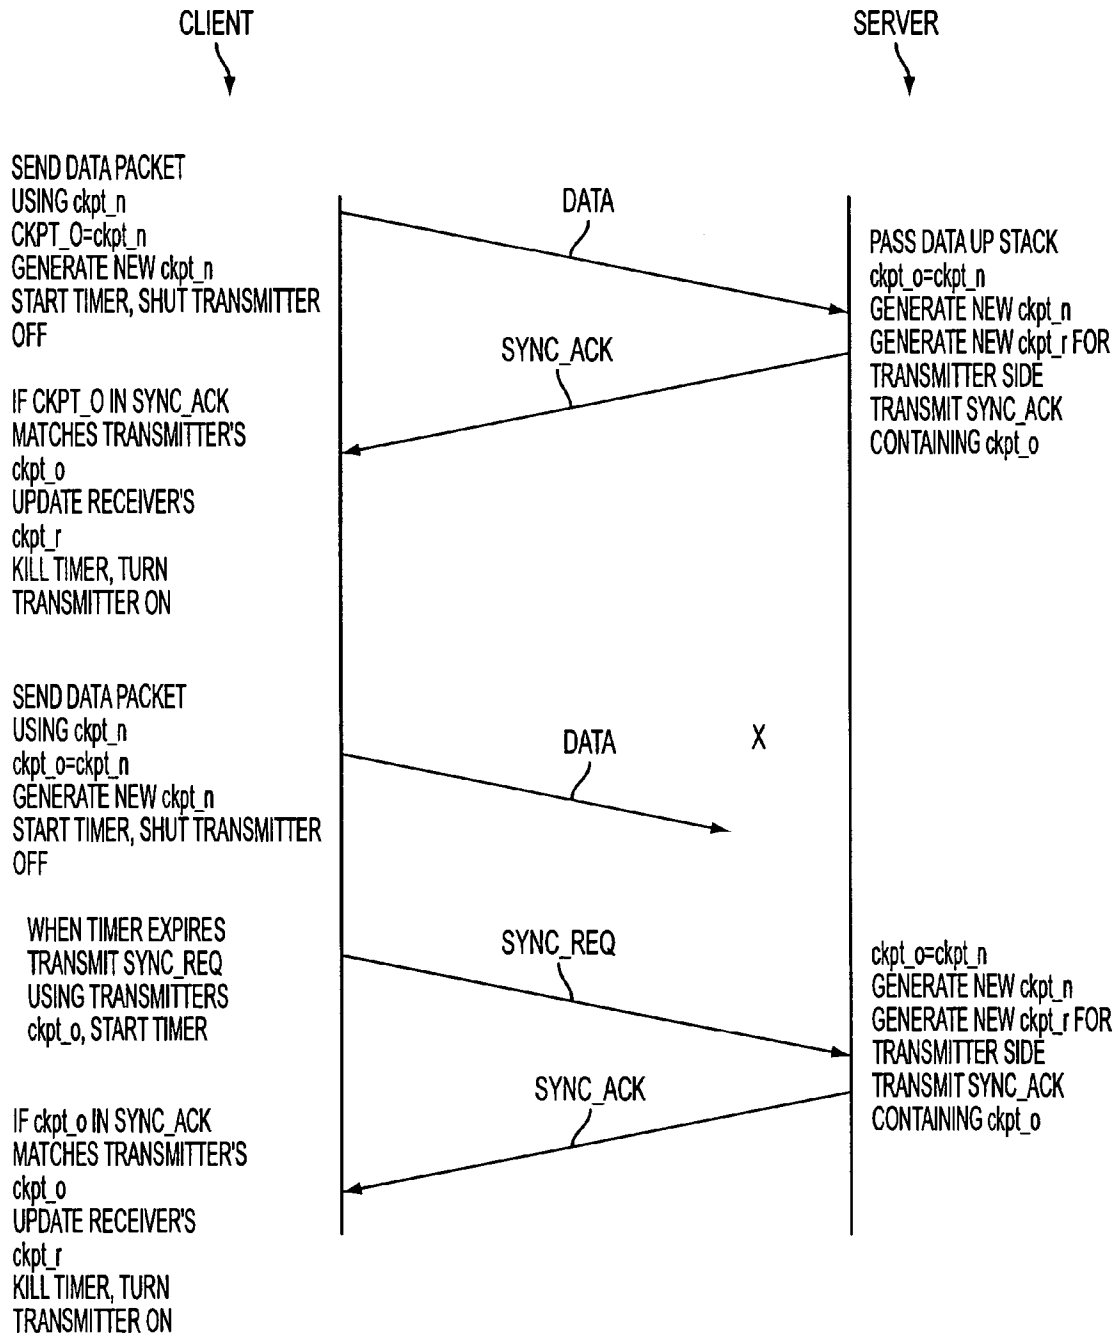 CLIENT
SERVER
SEND DATA PACKET
USING ckpt_n
CKPT_O=ckpt_n
GENERATE NEW ckpt_n
START TIMER, SHUT TRANSMITTER
OFF
DATA
PASS DATA UP STACK
ckpt_o=ckpt_n
GENERATE NEW ckpt_n
GENERATE NEW ckpt_r FOR
TRANSMITTER SIDE
TRANSMIT SYNC_ACK
CONTAINING ckpt_o
SYNC_ACK
IF CKPT_O IN SYNC_ACK
MATCHES TRANSMITTER'S
ckpt_o
UPDATE RECEIVER'S
ckpt_r
KILL TIMER, TURN
TRANSMITTER ON
SEND DATA PACKET
USING ckpt_n
ckpt_o=ckpt_n
GENERATE NEW ckpt_n
START TIMER, SHUT TRANSMITTER
OFF
DATA
X
WHEN TIMER EXPIRES
TRANSMIT SYNC_REQ
USING TRANSMITTERS
ckpt_o, START TIMER
SYNC_REQ
ckpt_o=ckpt_n
GENERATE NEW ckpt_n
GENERATE NEW ckpt_r FOR
TRANSMITTER SIDE
TRANSMIT SYNC_ACK
CONTAINING ckpt_o
SYNC_ACK
IF ckpt_o IN SYNC_ACK
MATCHES TRANSMITTER'S
ckpt_o
UPDATE RECEIVER'S
ckpt_r
KILL TIMER, TURN
TRANSMITTER ON